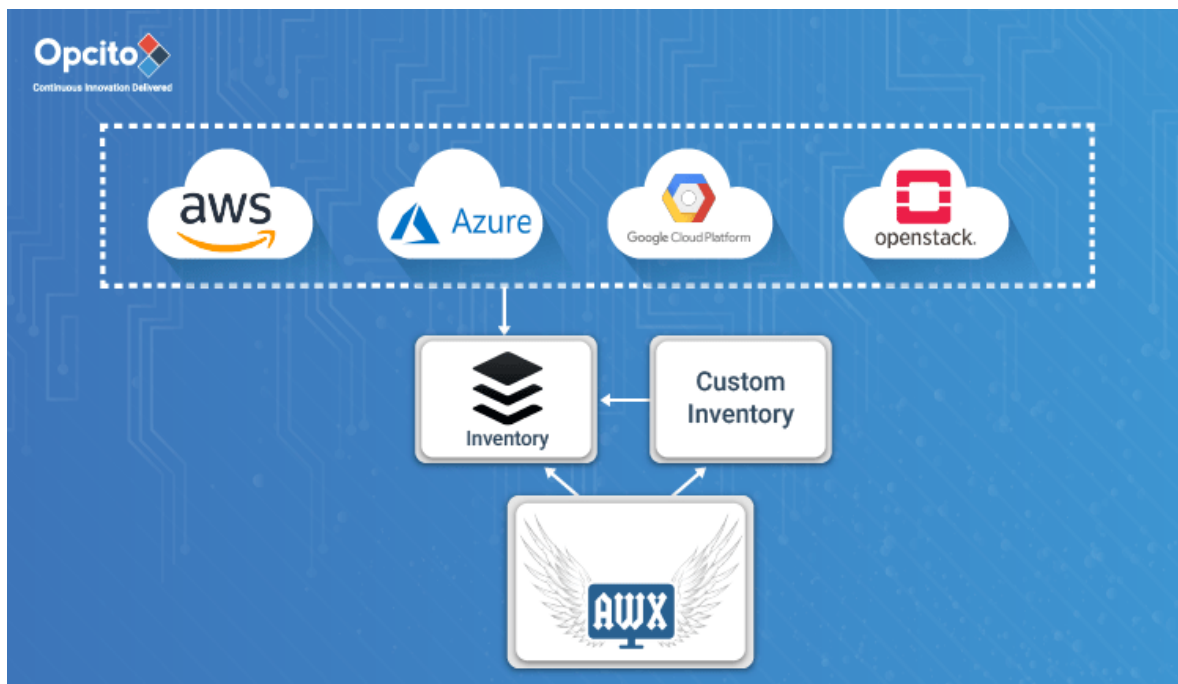 Opcito
Continuous Innovation Delivered
aws
Azure
Google Cloud Platform
openstack.
Inventory
Custom
Inventory
AWX